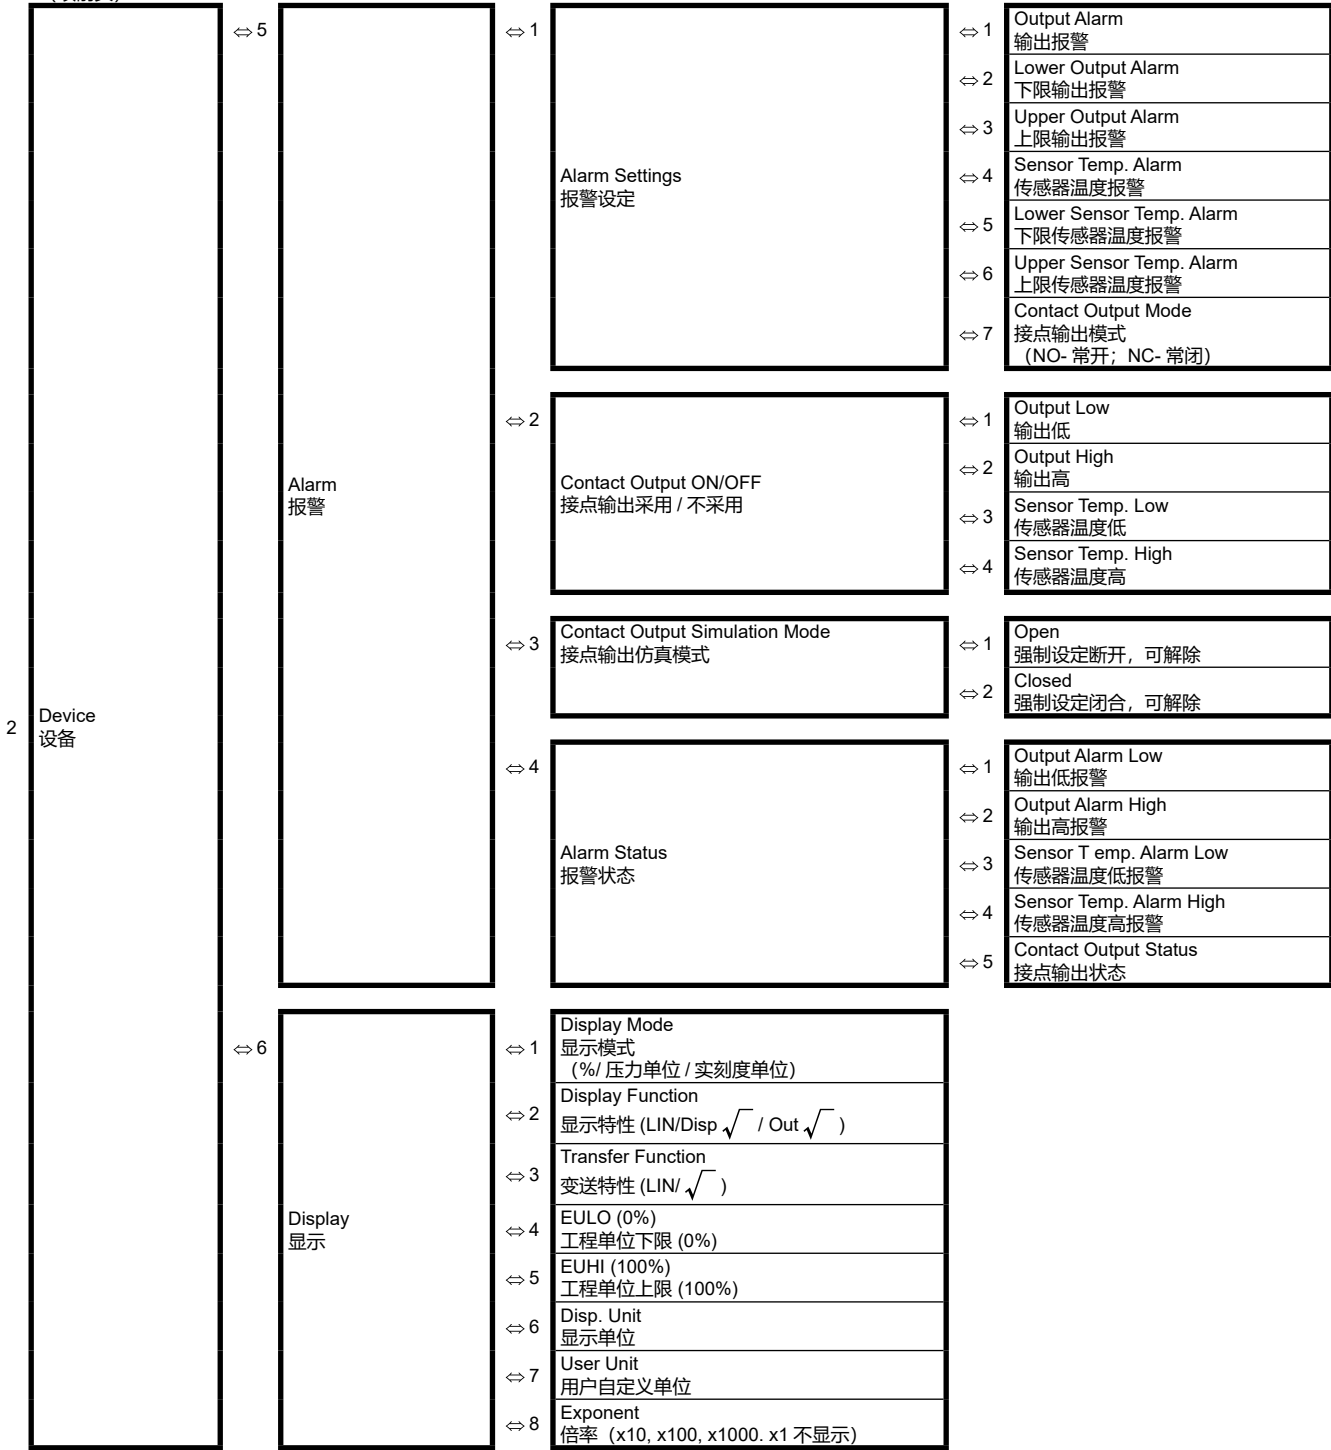 ⇔ 5
⇔ 1
⇔ 1
Output Alarm
输出报警
⇔ 2
Lower Output Alarm
下限输出报警
⇔ 3
Upper Output Alarm
上限输出报警
Alarm Settings
报警设定
⇔ 4
Sensor Temp. Alarm
传感器温度报警
⇔ 5
Lower Sensor Temp. Alarm
下限传感器温度报警
⇔ 6
Upper Sensor Temp. Alarm
上限传感器温度报警
⇔ 7
Contact Output Mode
接点输出模式
（NO- 常开；NC- 常闭）
Alarm
报警
⇔ 2
Contact Output ON/OFF
接点输出采用 / 不采用
⇔ 1
Output Low
输出低
⇔ 2
Output High
输出高
⇔ 3
Sensor Temp. Low
传感器温度低
⇔ 4
Sensor Temp. High
传感器温度高
⇔ 3
Contact Output Simulation Mode
接点输出仿真模式
⇔ 1
Open
强制设定断开，可解除
⇔ 2
Closed
强制设定闭合，可解除
2
Device
设备
⇔ 4
Alarm Status
报警状态
⇔ 1
Output Alarm Low
输出低报警
⇔ 2
Output Alarm High
输出高报警
⇔ 3
Sensor T emp. Alarm Low
传感器温度低报警
⇔ 4
Sensor Temp. Alarm High
传感器温度高报警
⇔ 5
Contact Output Status
接点输出状态
⇔ 6
Display
显示
⇔ 1
Display Mode
显示模式
（%/ 压力单位 / 实刻度单位）
⇔ 2
Display Function
显示特性 (LIN/Disp √ / Out √ )
⇔ 3
Transfer Function
变送特性 (LIN/ √ )
⇔ 4
EULO (0%)
工程单位下限 (0%)
⇔ 5
EUHI (100%)
工程单位上限 (100%)
⇔ 6
Disp. Unit
显示单位
⇔ 7
User Unit
用户自定义单位
⇔ 8
Exponent
倍率（x10, x100, x1000. x1 不显示）